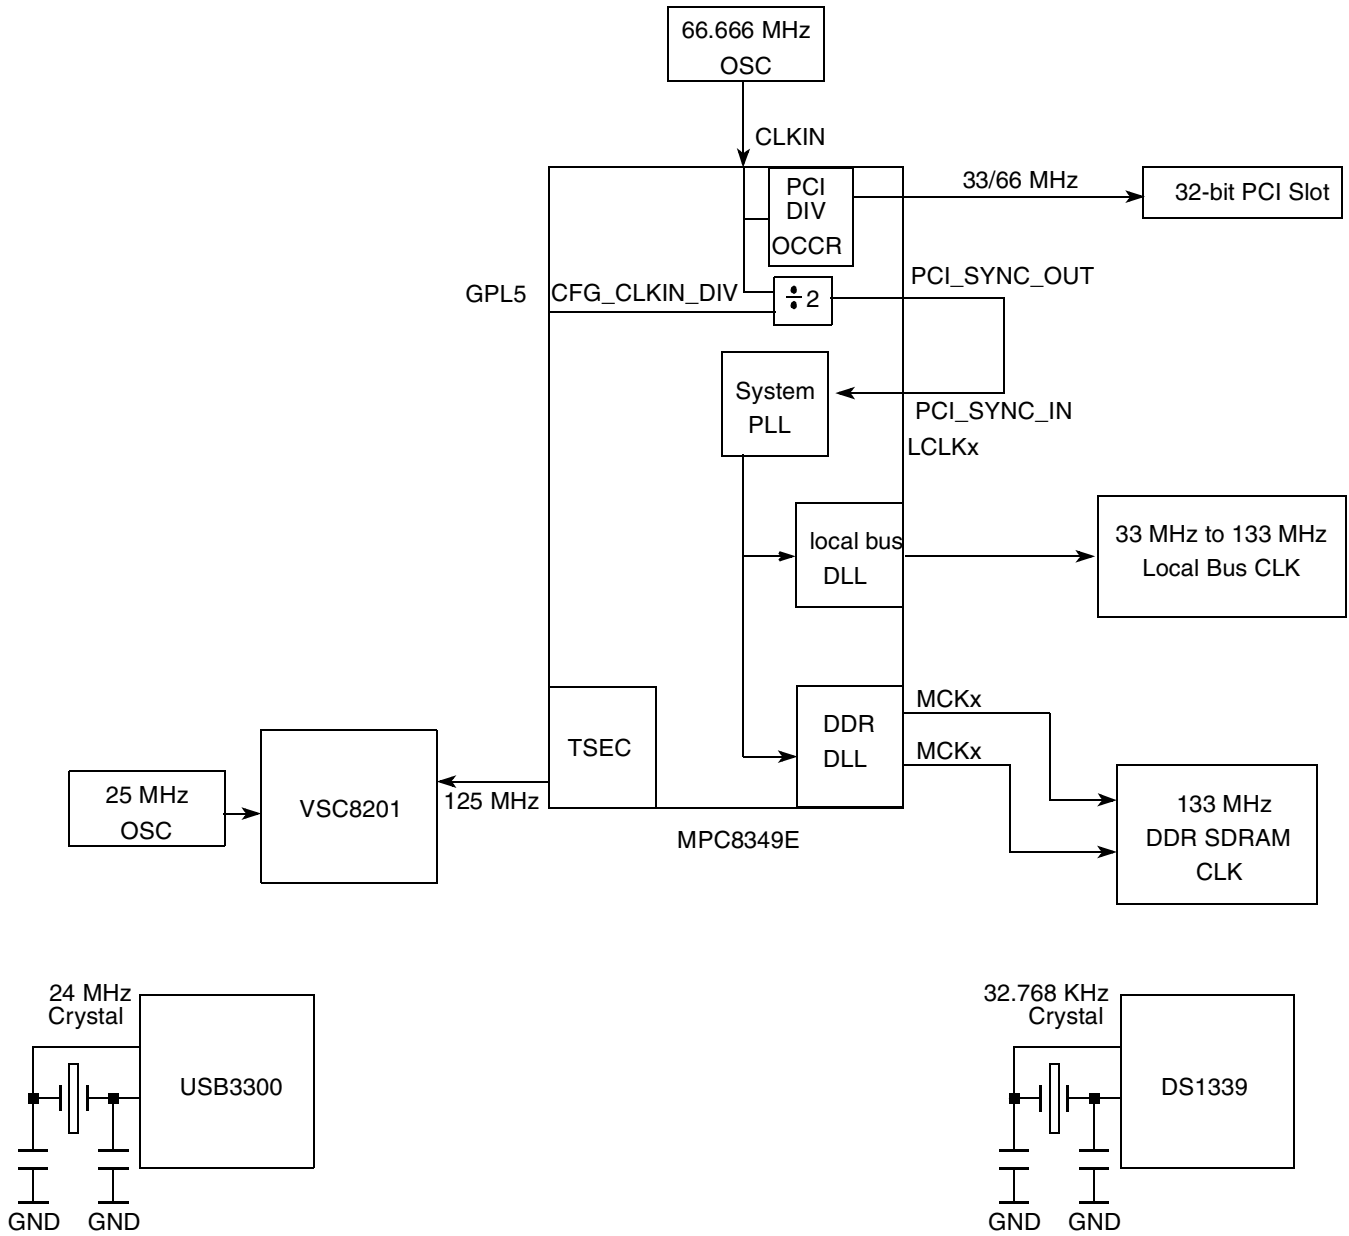 66.666 MHz
OSC
CLKIN
PCI
DIV
OCCR
33/66 MHz
32-bit PCI Slot
GPL5
CFG_CLKIN_DIV
÷ 2
PCI_SYNC_OUT
System
PLL
PCI_SYNC_IN
LCLKx
local bus
DLL
33 MHz to 133 MHz
Local Bus CLK
TSEC
DDR
DLL
MCKx
MCKx
25 MHz
OSC
VSC8201
125 MHz
133 MHz
DDR SDRAM
CLK
MPC8349E
24 MHz
Crystal
USB3300
GND
GND
32.768 KHz
Crystal
DS1339
GND
GND